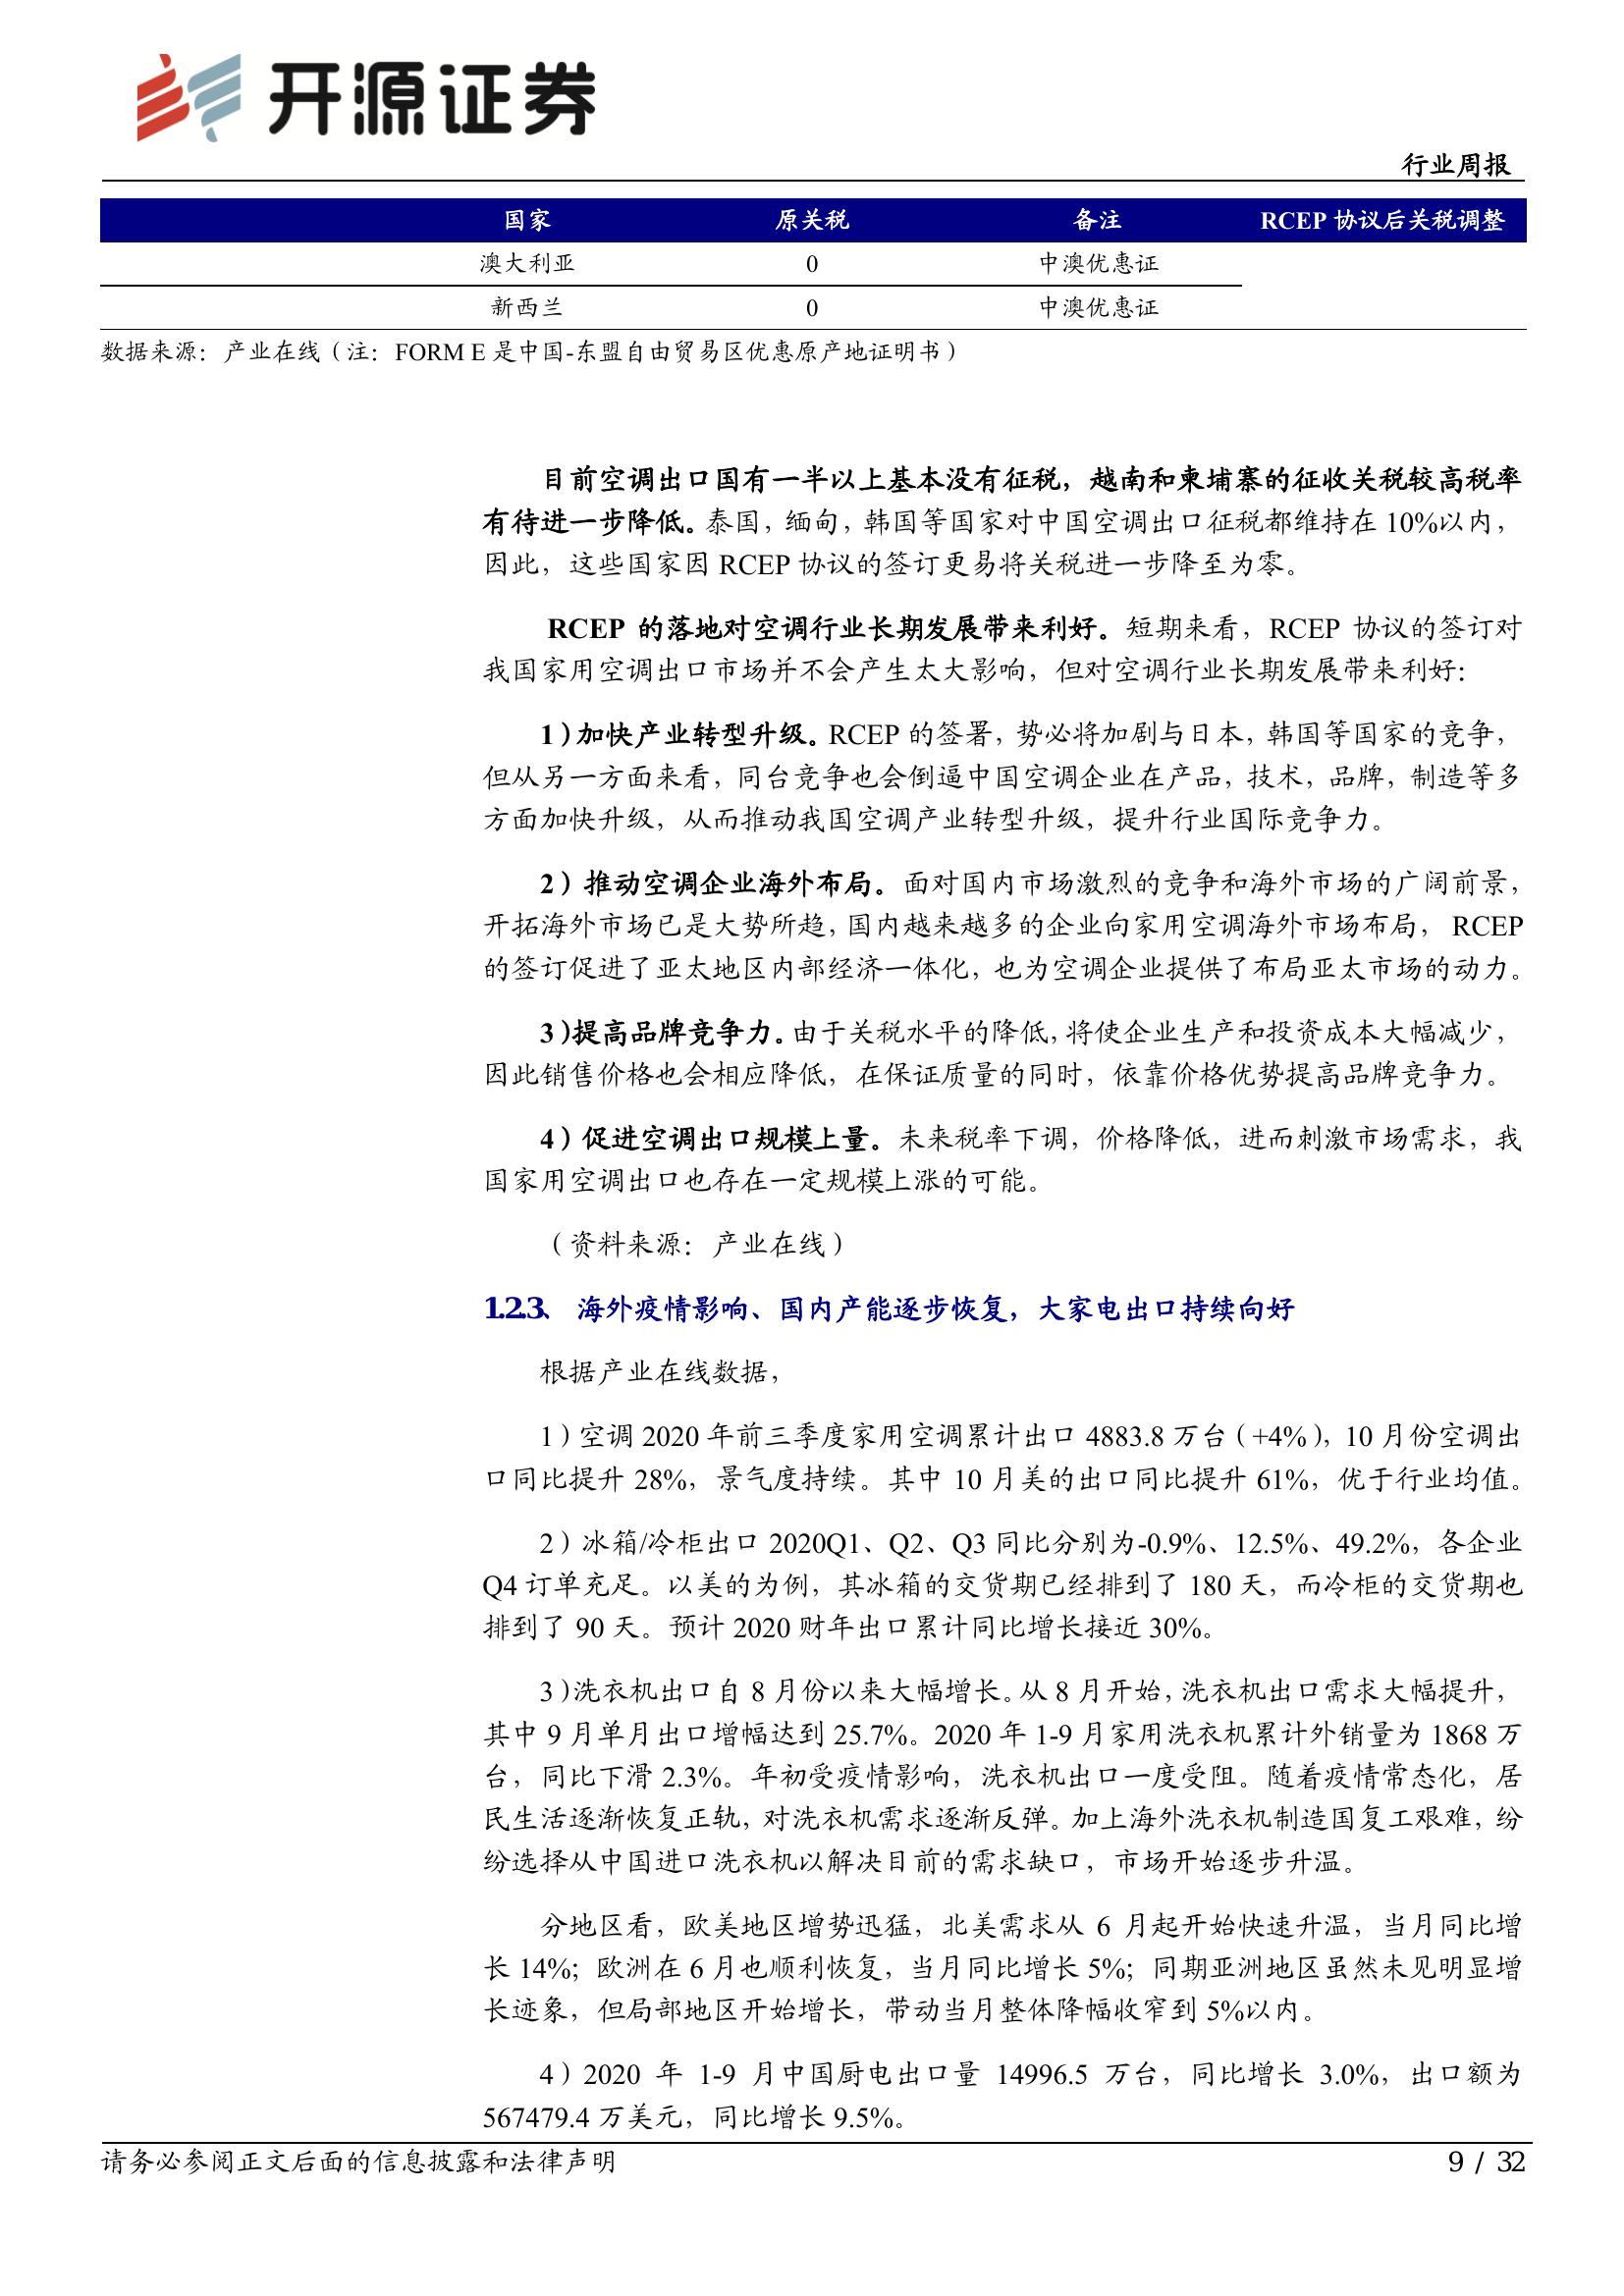 开源证券
行业周报
国家 原关税 备注 RCEP 协议后关税调整
澳大利亚 0 中澳优惠证
新西兰 0 中澳优惠证
数据来源：产业在线（注：FORM E 是中国-东盟自由贸易区优惠原产地证明书）
目前空调出口国有一半以上基本没有征税，越南和柬埔寨的征收关税较高税率
有待进一步降低。泰国，缅甸，韩国等国家对中国空调出口征税都维持在 10%以内，
因此，这些国家因 RCEP 协议的签订更易将关税进一步降至为零。
RCEP 的落地对空调行业长期发展带来利好。短期来看，RCEP 协议的签订对
我国家用空调出口市场并不会产生太大影响，但对空调行业长期发展带来利好：
1）加快产业转型升级。RCEP 的签署，势必将加剧与日本，韩国等国家的竞争，
但从另一方面来看，同台竞争也会倒逼中国空调企业在产品，技术，品牌，制造等多
方面加快升级，从而推动我国空调产业转型升级，提升行业国际竞争力。
2）推动空调企业海外布局。面对国内市场激烈的竞争和海外市场的广阔前景，
开拓海外市场已是大势所趋，国内越来越多的企业向家用空调海外市场布局， RCEP
的签订促进了亚太地区内部经济一体化，也为空调企业提供了布局亚太市场的动力。
3）提高品牌竞争力。由于关税水平的降低，将使企业生产和投资成本大幅减少，
因此销售价格也会相应降低，在保证质量的同时，依靠价格优势提高品牌竞争力。
4）促进空调出口规模上量。未来税率下调，价格降低，进而刺激市场需求，我
国家用空调出口也存在一定规模上涨的可能。
（资料来源：产业在线）
1.2.3、 海外疫情影响、国内产能逐步恢复，大家电出口持续向好
根据产业在线数据，
1）空调 2020 年前三季度家用空调累计出口 4883.8 万台（+4%），10 月份空调出
口同比提升 28%，景气度持续。其中 10 月美的出口同比提升 61%，优于行业均值。
2）冰箱/冷柜出口 2020Q1、Q2、Q3 同比分别为-0.9%、12.5%、49.2%，各企业
Q4 订单充足。以美的为例，其冰箱的交货期已经排到了 180 天，而冷柜的交货期也
排到了 90 天。预计 2020 财年出口累计同比增长接近 30%。
3）洗衣机出口自 8 月份以来大幅增长。从 8 月开始，洗衣机出口需求大幅提升，
其中 9 月单月出口增幅达到 25.7%。2020 年 1-9 月家用洗衣机累计外销量为 1868 万
台，同比下滑 2.3%。年初受疫情影响，洗衣机出口一度受阻。随着疫情常态化，居
民生活逐渐恢复正轨，对洗衣机需求逐渐反弹。加上海外洗衣机制造国复工艰难，纷
纷选择从中国进口洗衣机以解决目前的需求缺口，市场开始逐步升温。
分地区看，欧美地区增势迅猛，北美需求从 6 月起开始快速升温，当月同比增
长 14%；欧洲在 6 月也顺利恢复，当月同比增长 5%；同期亚洲地区虽然未见明显增
长迹象，但局部地区开始增长，带动当月整体降幅收窄到 5%以内。
4）2020 年 1-9 月中国厨电出口量 14996.5 万台，同比增长 3.0%，出口额为
567479.4 万美元，同比增长 9.5%。
请务必参阅正文后面的信息披露和法律声明 9 / 32